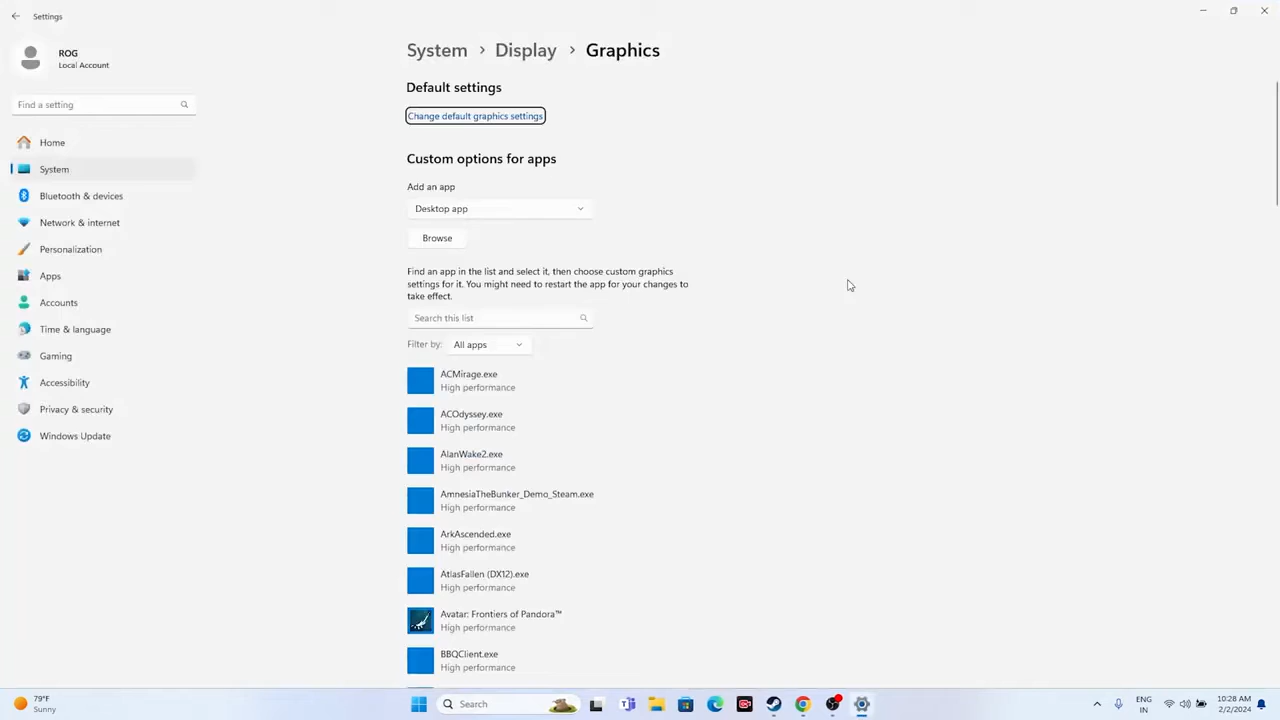 Settings
ROG
Local Account
Find a setting
Home
System
Bluetooth & devices
Network & internet
Personalization
Apps
Accounts
Time & language
Gaming
Accessibility
Privacy & security
Windows Update
System > Display > Graphics
Default settings
Change default graphics settings
Custom options for apps
Add an app
Desktop app
Browse
Find an app in the list and select it, then choose custom graphics
settings for it. You might need to restart the app for your changes to
take effect.
Search this list
Filter by: All apps
ACMirage.exe
High performance
ACOdyssey.exe
High performance
AlanWake2.exe
High performance
AmnesiaTheBunker_Demo_Steam.exe
High performance
ArkAscended.exe
High performance
AtlasFallen (DX12).exe
High performance
Avatar: Frontiers of Pandora™
High performance
BBQClient.exe
High performance
79°F
Sunny
Search
ENG
IN
10:28 AM
2/2/2024